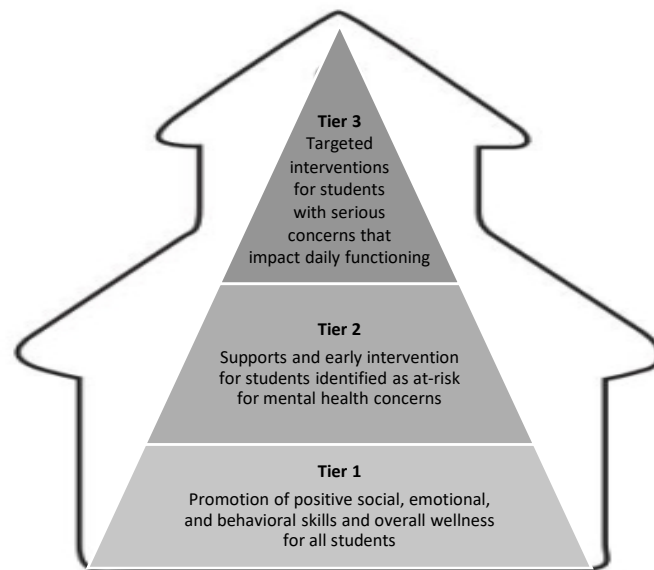 Tier 3
Targeted
interventions
for students
with serious
concerns that
impact daily functioning
Tier 2
Supports and early intervention
for students identified as at-risk
for mental health concerns
Tier 1
Promotion of positive social, emotional,
and behavioral skills and overall wellness
for all students